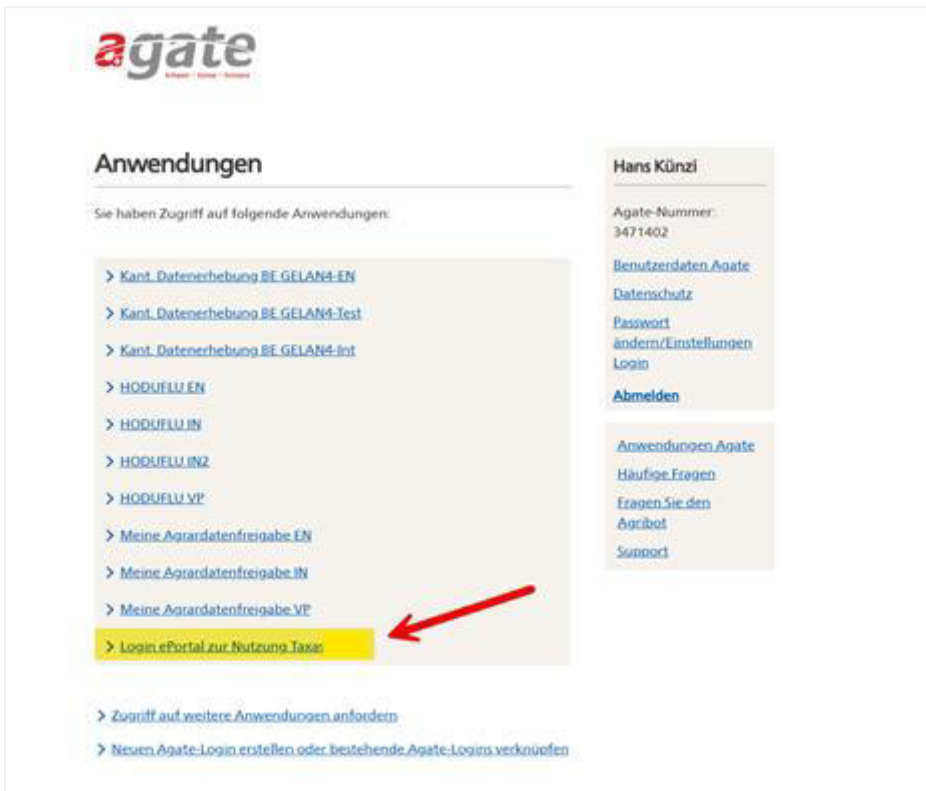 agate
Anwendungen
Sie haben Zugriff auf folgende Anwendungen:
Kant. Datenerhebung BE GELAN4-EN
Kant. Datenerhebung BE GELAN4-Test
Kant. Datenerhebung BE GELAN4-Int
HODUFLU EN
HODUFLU IN
HODUFLU IN2
HODUFLU VP
Meine Agrardatenfreigabe EN
Meine Agrardatenfreigabe IN
Meine Agrardatenfreigabe VP
Login ePortal zur Nutzung Taxas
Zugriff auf weitere Anwendungen anfordern
Neuen Agate-Login erstellen oder bestehende Agate-Logins verknüpfen
Hans Künzi
Agate-Nummer:
3471402
Benutzerdaten Agate
Datenschutz
Passwort
ändern/Einstellungen
Login
Abmelden
Anwendungen Agate
Häufige Fragen
Fragen Sie den
Agribot
Support